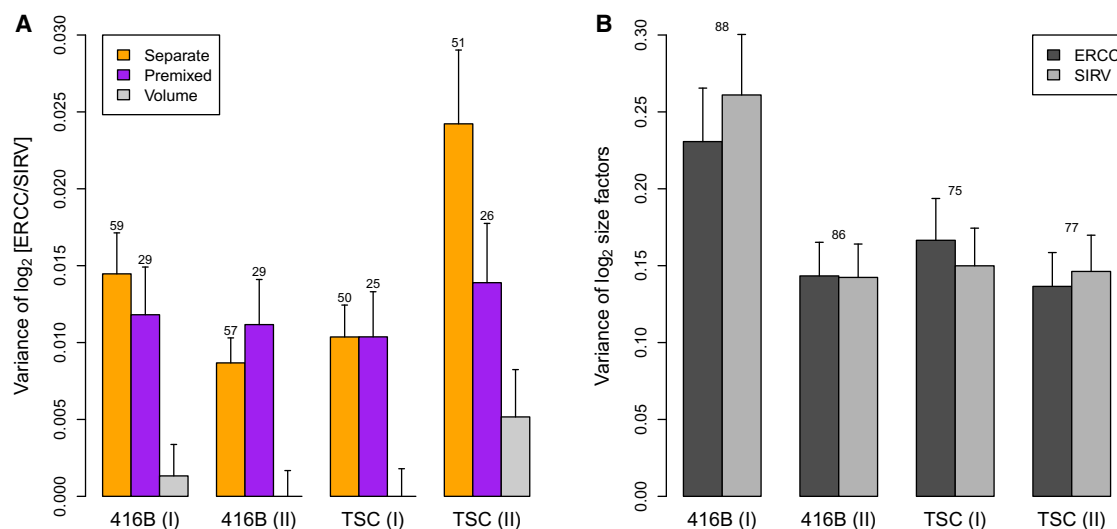 A
Variance of log2 [ERCC/SIRV]
0.000
0.005
0.010
0.015
0.020
0.025
0.030
Separate
Premixed
Volume
59
29
57
29
50
25
51
26
416B (I)
416B (II)
TSC (I)
TSC (II)
B
Variance of log2 size factors
0.00
0.05
0.10
0.15
0.20
0.25
0.30
ERCC
SIRV
88
86
75
77
416B (I)
416B (II)
TSC (I)
TSC (II)